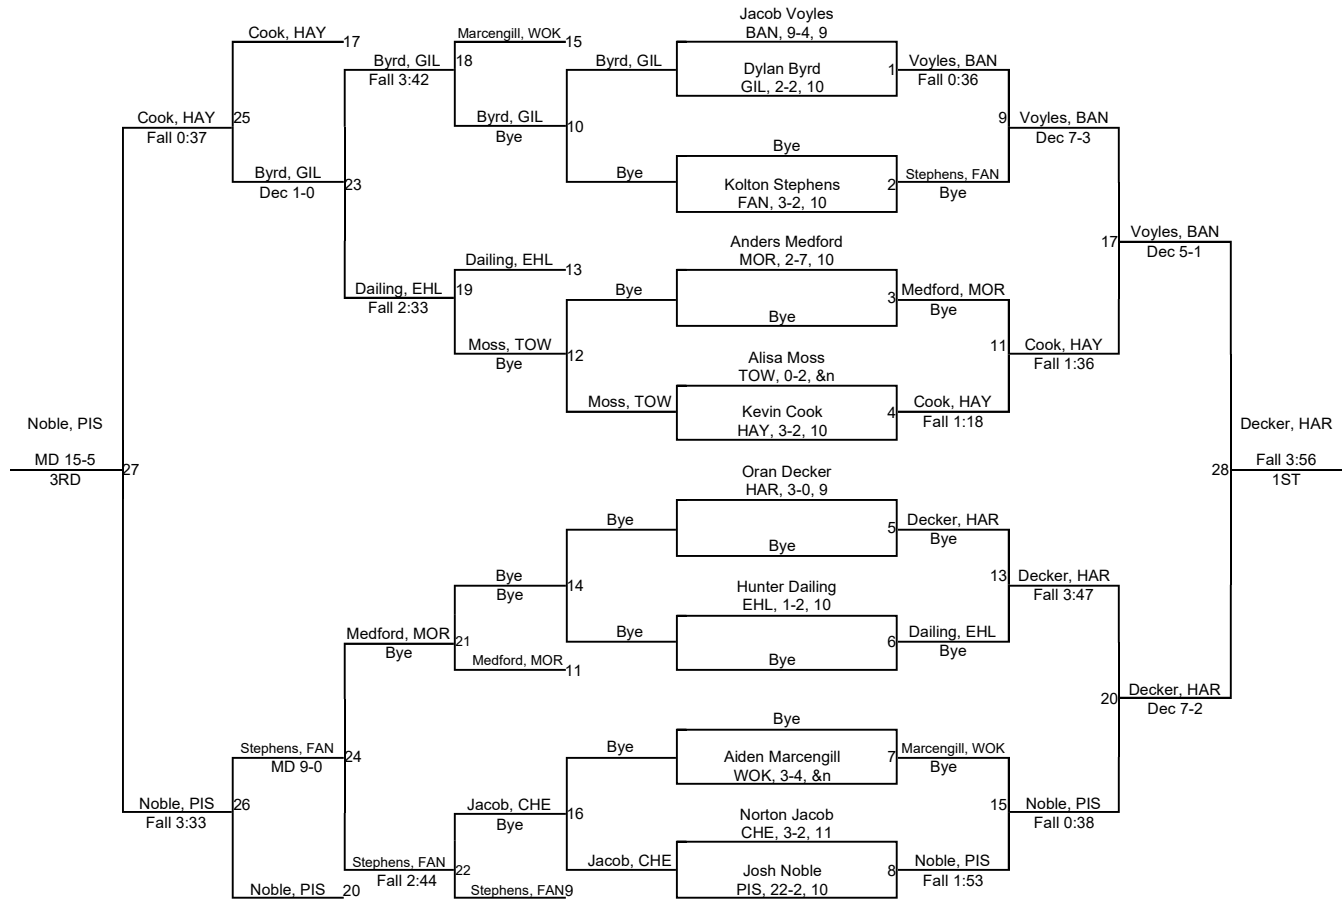 Jacob Voyles
BAN, 9-4, 9
Cook, HAY
17
Marcengill, WOK
15
Byrd, GIL
18
Fall 3:42
Byrd, GIL
Dylan Byrd
GIL, 2-2, 10
1
Voyles, BAN
Fall 0:36
Cook, HAY
25
Fall 0:37
Byrd, GIL
10
Bye
9
Voyles, BAN
Dec 7-3
Byrd, GIL
23
Dec 1-0
Bye
Bye
Kolton Stephens
FAN, 3-2, 10
2
Stephens, FAN
Bye
Anders Medford
MOR, 2-7, 10
17
Voyles, BAN
Dec 5-1
Dailing, EHL
13
Dailing, EHL
19
Fall 2:33
Bye
3
Medford, MOR
Bye
Bye
Moss, TOW
12
Bye
11
Cook, HAY
Fall 1:36
Alisa Moss
TOW, 0-2, &n
Moss, TOW
Kevin Cook
HAY, 3-2, 10
4
Cook, HAY
Fall 1:18
Noble, PIS
MD 15-5
27
3RD
Decker, HAR
28
Fall 3:56
1ST
Oran Decker
HAR, 3-0, 9
Bye
5
Decker, HAR
Bye
Bye
Bye
14
Bye
13
Decker, HAR
Fall 3:47
Hunter Dailing
EHL, 1-2, 10
Medford, MOR
21
Bye
Bye
6
Dailing, EHL
Bye
Bye
Medford, MOR
11
20
Decker, HAR
Dec 7-2
Stephens, FAN
24
MD 9-0
Bye
Bye
Aiden Marcengill
WOK, 3-4, &n
7
Marcengill, WOK
Bye
Noble, PIS
26
Fall 3:33
Jacob, CHE
16
Bye
15
Noble, PIS
Fall 0:38
Norton Jacob
CHE, 3-2, 11
Stephens, FAN
22
Fall 2:44
Jacob, CHE
Josh Noble
PIS, 22-2, 10
8
Noble, PIS
Fall 1:53
Noble, PIS
20
Stephens, FAN
9